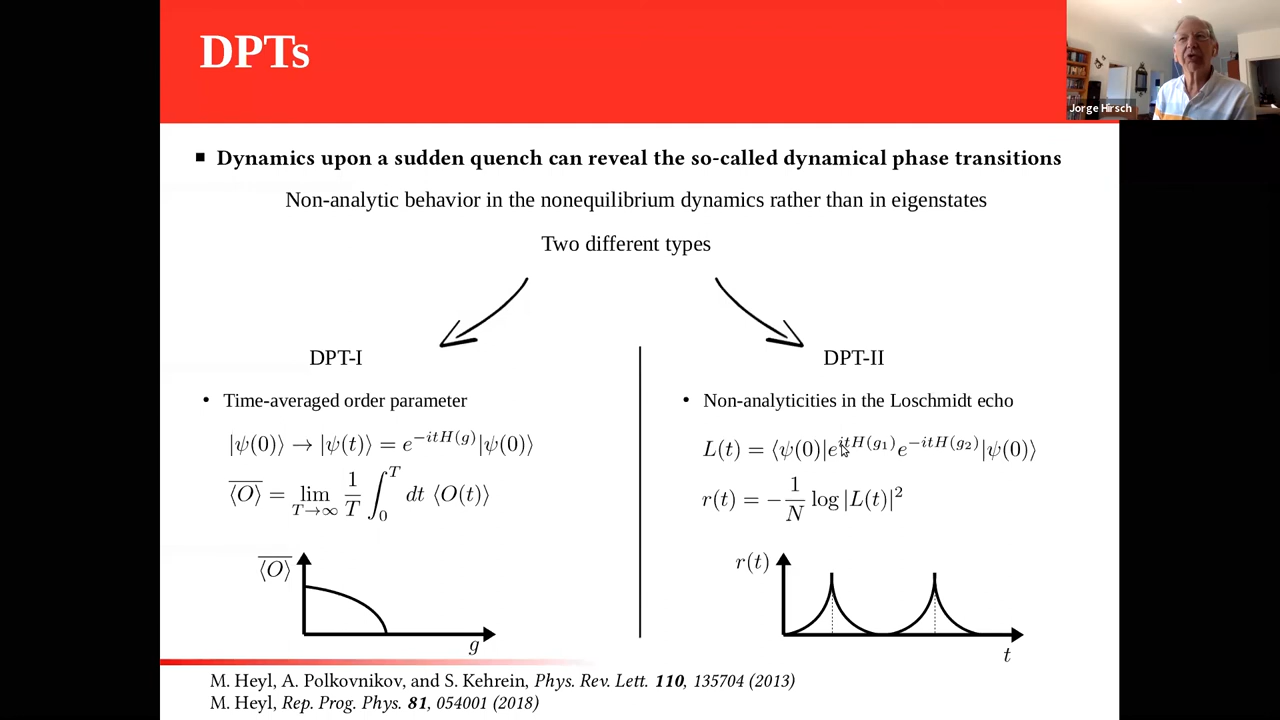 DPTs
Jorge Hirsch
▪ Dynamics upon a sudden quench can reveal the so-called dynamical phase transitions
Non-analytic behavior in the nonequilibrium dynamics rather than in eigenstates
Two different types
DPT-I
• Time-averaged order parameter
|ψ(0)⟩ → |ψ(t)⟩ = e^{−itH(g)}|ψ(0)⟩
\overline{⟨O⟩} = lim_{T→∞} \frac{1}{T} ∫_0^T dt ⟨O(t)⟩
\overline{⟨O⟩}
g
DPT-II
• Non-analyticities in the Loschmidt echo
L(t) = ⟨ψ(0)|e^{itH(g_1)}e^{−itH(g_2)}|ψ(0)⟩
r(t) = −\frac{1}{N} log |L(t)|^2
r(t)
t
M. Heyl, A. Polkovnikov, and S. Kehrein, Phys. Rev. Lett. 110, 135704 (2013)
M. Heyl, Rep. Prog. Phys. 81, 054001 (2018)